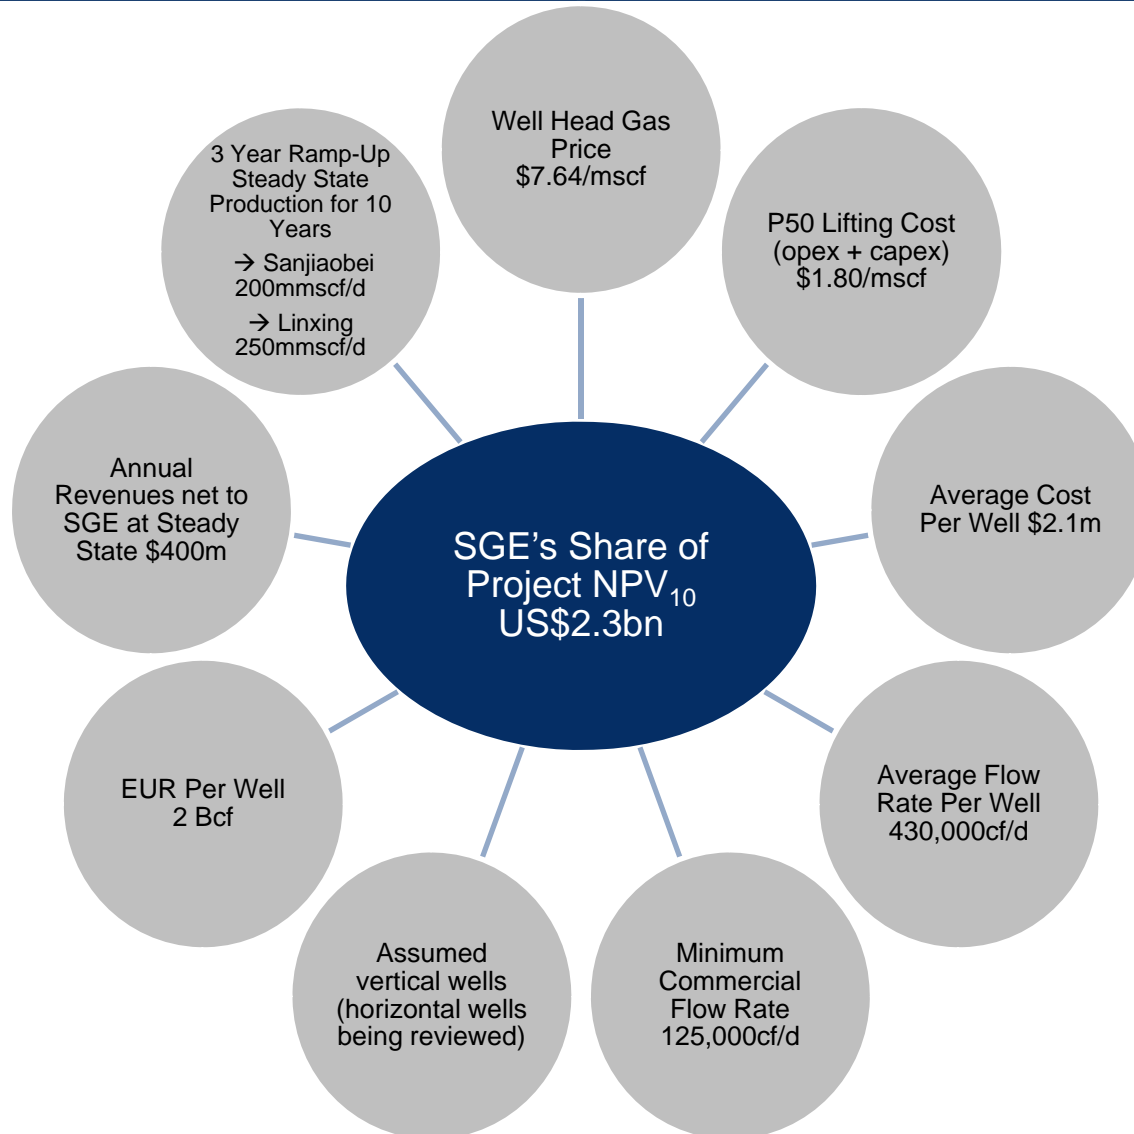 Well Head Gas
Price
$7.64/mscf
P50 Lifting Cost
(opex + capex)
$1.80/mscf
Average Cost
Per Well $2.1m
Average Flow
Rate Per Well
430,000cf/d
Minimum
Commercial
Flow Rate
125,000cf/d
Assumed
vertical wells
(horizontal wells
being reviewed)
EUR Per Well
2 Bcf
Annual
Revenues net to
SGE at Steady
State $400m
3 Year Ramp-Up
Steady State
Production for 10
Years
→ Sanjiaobei
200mmscf/d
→ Linxing
250mmscf/d
SGE’s Share of
Project NPV10
US$2.3bn